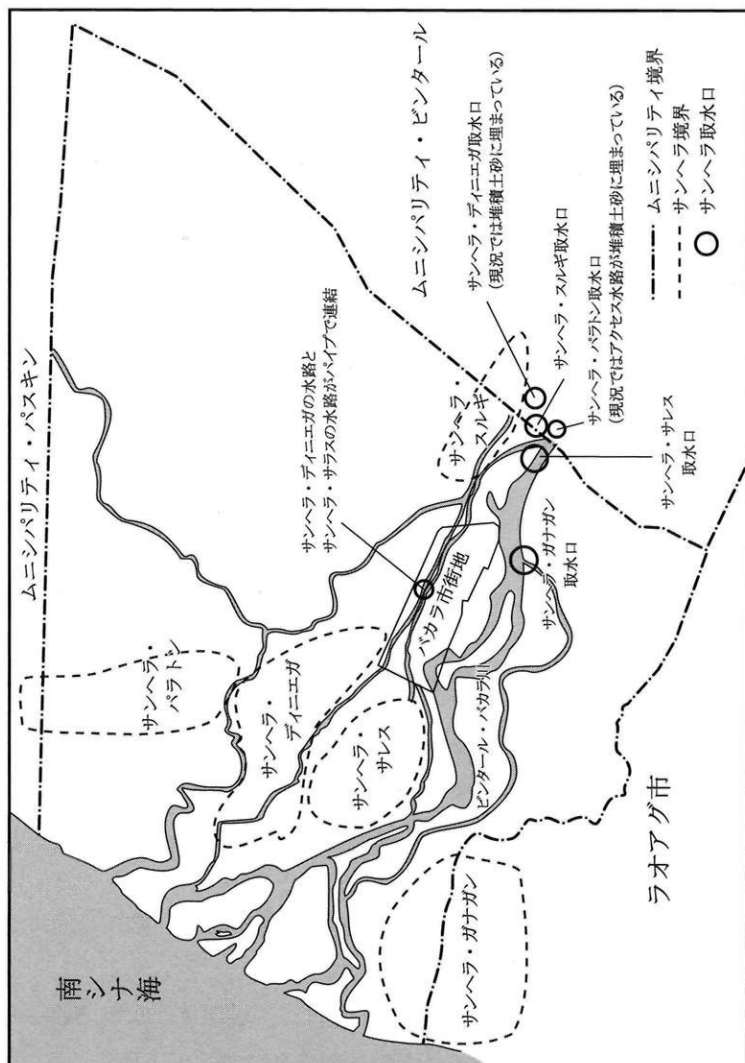 ムニシパリティ・パスキン
ムニシパリティ・ビンタール
サンヘラ・ディニエガの水路と
サンヘラ・サラスの水路がパイプで連結
サンヘラ・ディニエガ取水口
(現況では堆積土砂に埋まっている)
サンヘラ・スルギ取水口
サンヘラ・パラトン取水口
(現況ではアクセス水路が堆積土砂に埋まっている)
サンヘラ・サレス
取水口
サンヘラ・ガナガン
取水口
サンヘラ・
スルギ
サンヘラ・
パラトン
サンヘラ・
ディニエガ
サンヘラ・
サレス
バカラ市街地
ビンタール・バカラ川
サンヘラ・ガナガン
南シナ海
ラオアグ市
ムニシパリティ境界
サンヘラ境界
サンヘラ取水口